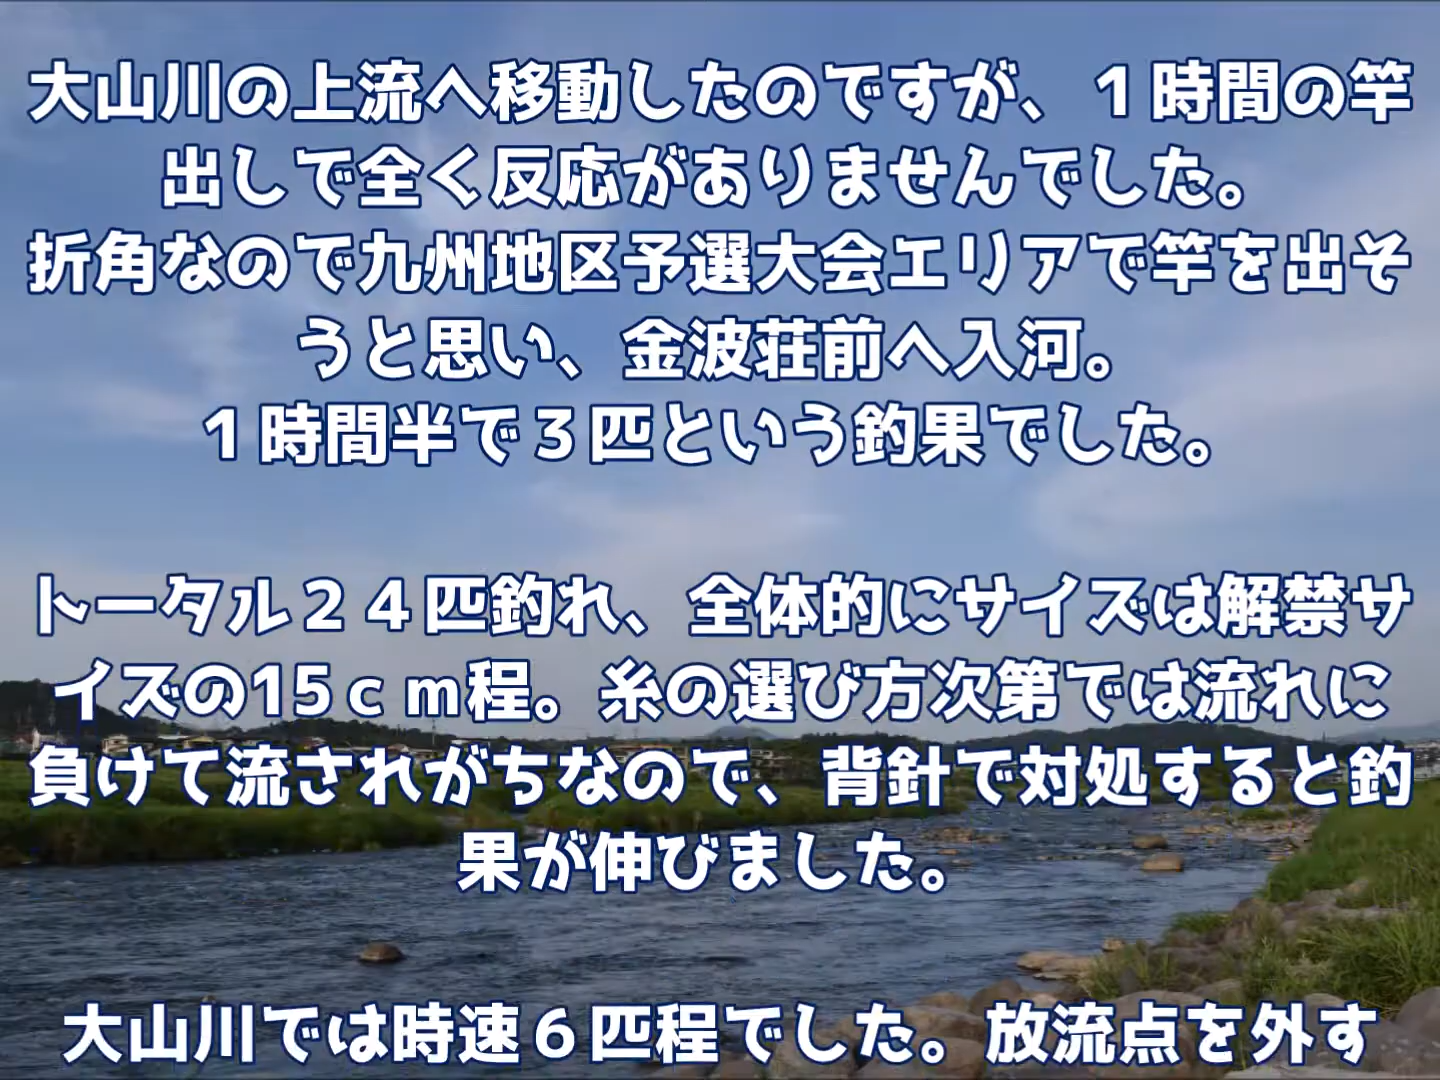 大山川の上流へ移動したのですが、１時間の竿
出しで全く反応がありませんでした。
折角なので九州地区予選大会エリアで竿を出そ
うと思い、金波荘前へ入河。
１時間半で３匹という釣果でした。
トータル２４匹釣れ、全体的にサイズは解禁サ
イズの15ｃｍ程。糸の選び方次第では流れに
負けて流されがちなので、背針で対処すると釣
果が伸びました。
大山川では時速６匹程でした。放流点を外す